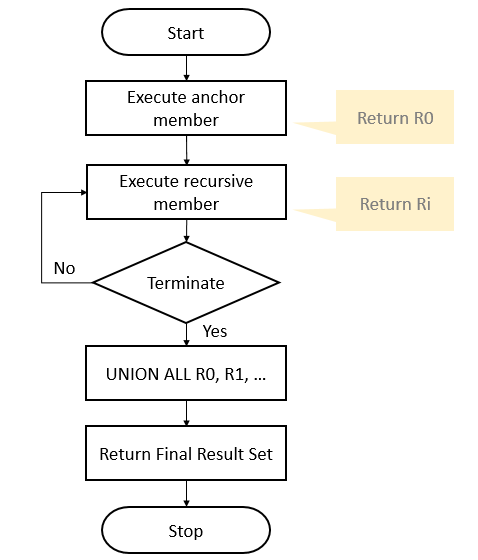 Start
Execute anchor
member
Return R0
Execute recursive
member
Return Ri
Terminate
No
Yes
UNION ALL R0, R1, ...
Return Final Result Set
Stop